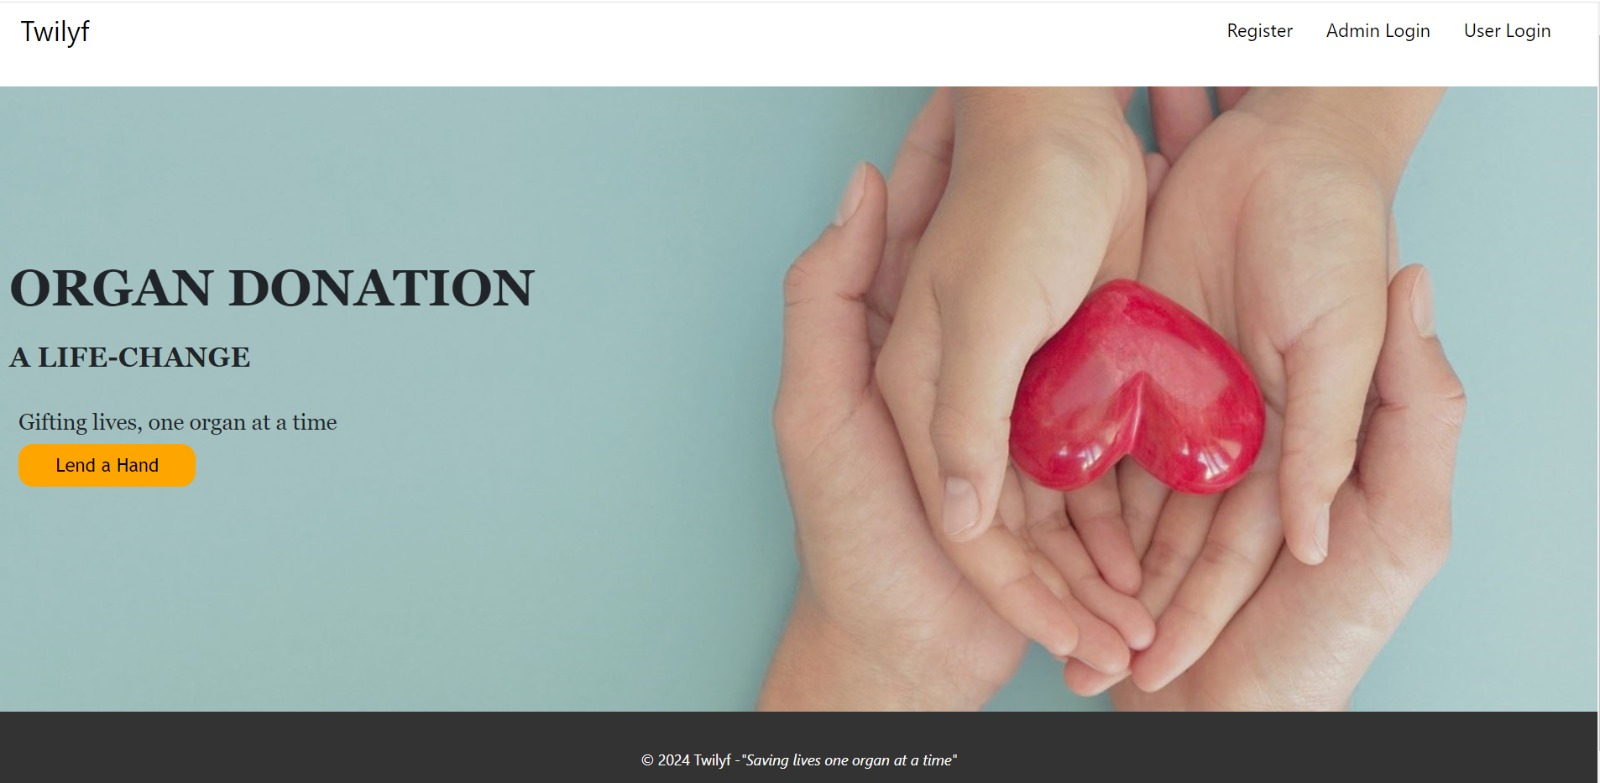 Twilyf
Register Admin Login User Login
ORGAN DONATION
A LIFE-CHANGE
Gifting lives, one organ at a time
Lend a Hand
© 2024 Twilyf -"Saving lives one organ at a time"